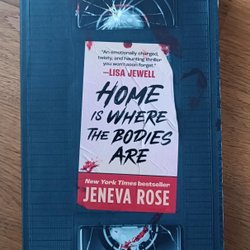 "An emotionally charged,
twisty, and haunting thriller
you won't soon forget."
—LISA JEWELL
HOME
IS WHERE
THE BODIES
ARE
New York Times bestseller
JENEVA ROSE